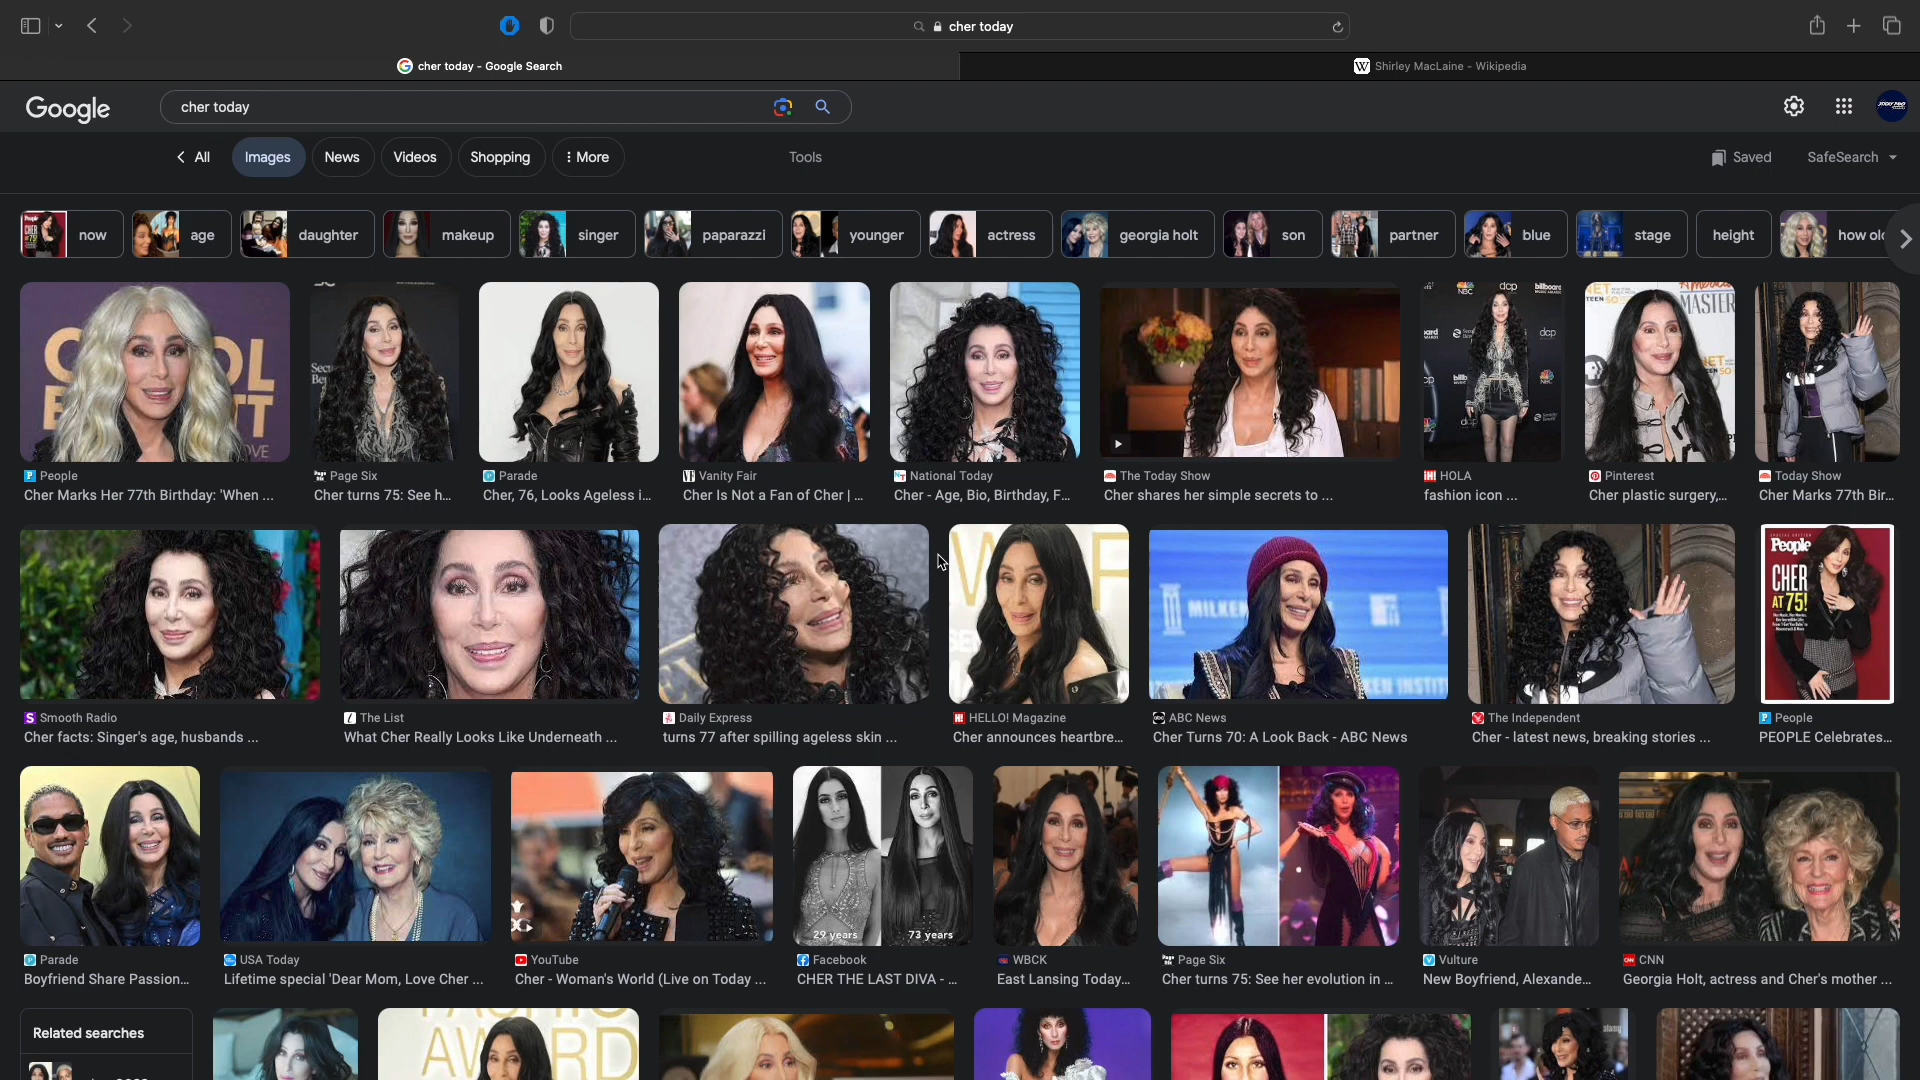 cher today
cher today - Google Search
Shirley MacLaine - Wikipedia
Google
cher today
All
Images
News
Videos
Shopping
More
Tools
Saved
SafeSearch
now
age
daughter
makeup
singer
paparazzi
younger
actress
georgia holt
son
partner
blue
stage
height
how old
People
Cher Marks Her 77th Birthday: 'When ...
Page Six
Cher turns 75: See h...
Parade
Cher, 76, Looks Ageless i...
Vanity Fair
Cher Is Not a Fan of Cher | ...
National Today
Cher - Age, Bio, Birthday, F...
The Today Show
Cher shares her simple secrets to ...
HOLA
fashion icon ...
Pinterest
Cher plastic surgery,...
Today Show
Cher Marks 77th Bir...
People
CHER
AT 75!
Smooth Radio
Cher facts: Singer's age, husbands ...
The List
What Cher Really Looks Like Underneath ...
Daily Express
turns 77 after spilling ageless skin ...
HELLO! Magazine
Cher announces heartbre...
ABC News
Cher Turns 70: A Look Back - ABC News
The Independent
Cher - latest news, breaking stories ...
People
PEOPLE Celebrates...
29 years
73 years
Parade
Boyfriend Share Passion...
USA Today
Lifetime special 'Dear Mom, Love Cher ...
YouTube
Cher - Woman's World (Live on Today ...
Facebook
CHER THE LAST DIVA - ...
WBCK
East Lansing Today...
Page Six
Cher turns 75: See her evolution in ...
Vulture
New Boyfriend, Alexande...
CNN
Georgia Holt, actress and Cher's mother ...
Related searches